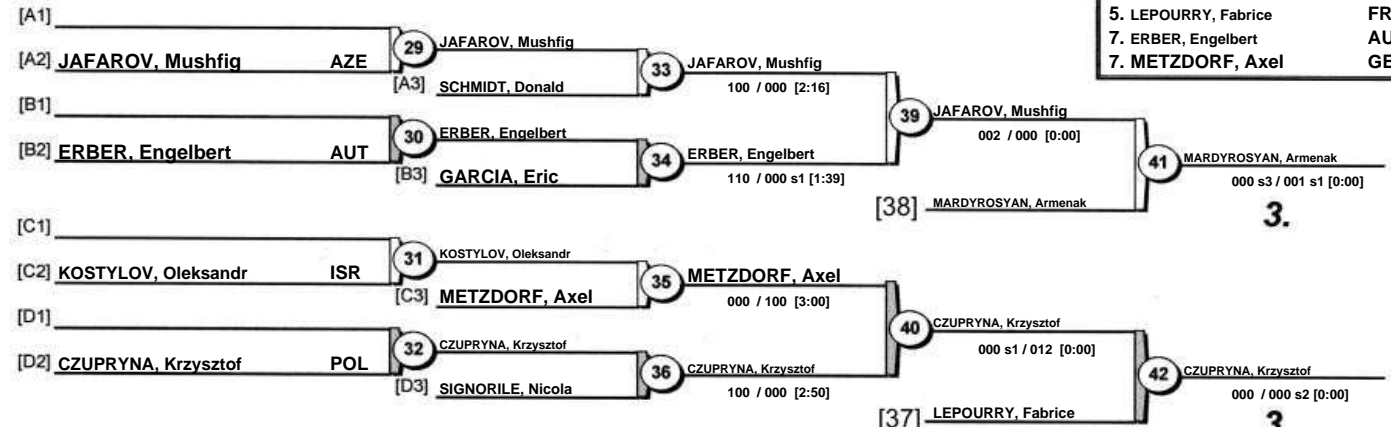 [A1]
5. LEPOURRY, Fabrice FR
[A2] JAFAROV, Mushfig AZE
29
JAFAROV, Mushfig
7. ERBER, Engelbert AU
7. METZDORF, Axel GE
[A3] SCHMIDT, Donald
33
JAFAROV, Mushfig
100 / 000 [2:16]
[B1]
39
JAFAROV, Mushfig
002 / 000 [0:00]
[B2] ERBER, Engelbert AUT
30
ERBER, Engelbert
[B3] GARCIA, Eric
34
ERBER, Engelbert
110 / 000 s1 [1:39]
41
MARDYROSYAN, Armenak
000 s3 / 001 s1 [0:00]
[38] MARDYROSYAN, Armenak
3.
[C1]
[C2] KOSTYLOV, Oleksandr ISR
31
KOSTYLOV, Oleksandr
[C3] METZDORF, Axel
35
METZDORF, Axel
000 / 100 [3:00]
[D1]
40
CZUPRYNA, Krzysztof
000 s1 / 012 [0:00]
[D2] CZUPRYNA, Krzysztof POL
32
CZUPRYNA, Krzysztof
[D3] SIGNORILE, Nicola
36
CZUPRYNA, Krzysztof
100 / 000 [2:50]
42
CZUPRYNA, Krzysztof
000 / 000 s2 [0:00]
[37] LEPOURRY, Fabrice
3